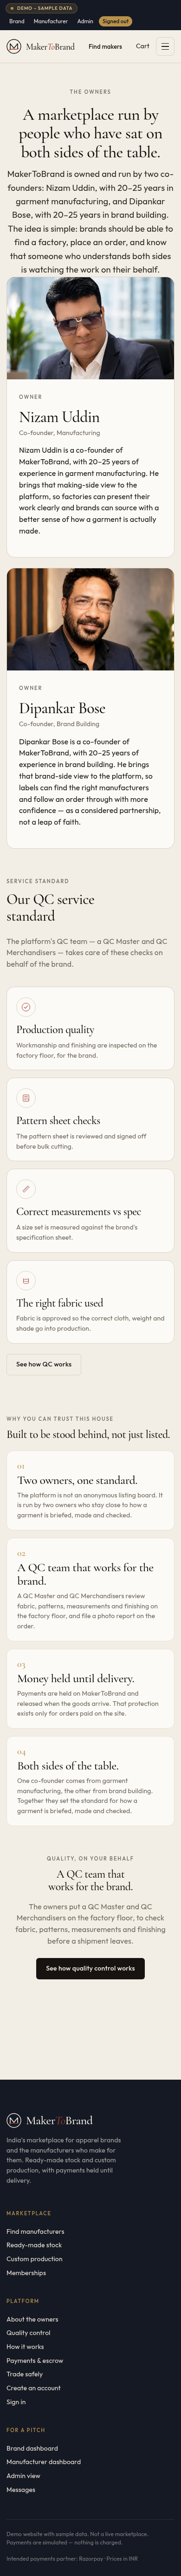 DEMO – SAMPLE DATA
Brand Manufacturer Admin Signed out
MakerToBrand Find makers Cart
THE OWNERS
A marketplace run by
people who have sat on
both sides of the table.
MakerToBrand is owned and run by two co-
founders: Nizam Uddin, with 20–25 years in
garment manufacturing, and Dipankar
Bose, with 20–25 years in brand building.
The idea is simple: brands should be able to
find a factory, place an order, and know
that someone who understands both sides
is watching the work on their behalf.
OWNER
Nizam Uddin
Co-founder, Manufacturing
Nizam Uddin is a co-founder of
MakerToBrand, with 20–25 years of
experience in garment manufacturing. He
brings that making-side view to the
platform, so factories can present their
work clearly and brands can source with a
better sense of how a garment is actually
made.
OWNER
Dipankar Bose
Co-founder, Brand Building
Dipankar Bose is a co-founder of
MakerToBrand, with 20–25 years of
experience in brand building. He brings
that brand-side view to the platform, so
labels can find the right manufacturers
and follow an order through with more
confidence — as a considered partnership,
not a leap of faith.
SERVICE STANDARD
Our QC service
standard
The platform's QC team — a QC Master and QC
Merchandisers — takes care of these checks on
behalf of the brand.
Production quality
Workmanship and finishing are inspected on the
factory floor, for the brand.
Pattern sheet checks
The pattern sheet is reviewed and signed off
before bulk cutting.
Correct measurements vs spec
A size set is measured against the brand's
specification sheet.
The right fabric used
Fabric is approved so the correct cloth, weight and
shade go into production.
See how QC works
WHY YOU CAN TRUST THIS HOUSE
Built to be stood behind, not just listed.
01
Two owners, one standard.
The platform is not an anonymous listing board. It
is run by two owners who stay close to how a
garment is briefed, made and checked.
02
A QC team that works for the
brand.
A QC Master and QC Merchandisers review
fabric, patterns, measurements and finishing on
the factory floor, and file a photo report on the
order.
03
Money held until delivery.
Payments are held on MakerToBrand and
released when the goods arrive. That protection
exists only for orders paid on the site.
04
Both sides of the table.
One co-founder comes from garment
manufacturing, the other from brand building.
Together they set the standard for how a
garment is briefed, made and checked.
QUALITY, ON YOUR BEHALF
A QC team that
works for the brand.
The owners put a QC Master and QC
Merchandisers on the factory floor, to check
fabric, patterns, measurements and finishing
before a shipment leaves.
See how quality control works
MakerToBrand
India's marketplace for apparel brands
and the manufacturers who make for
them. Ready-made stock and custom
production, with payments held until
delivery.
MARKETPLACE
Find manufacturers
Ready-made stock
Custom production
Memberships
PLATFORM
About the owners
Quality control
How it works
Payments & escrow
Trade safely
Create an account
Sign in
FOR A PITCH
Brand dashboard
Manufacturer dashboard
Admin view
Messages
Demo website with sample data. Not a live marketplace.
Payments are simulated — nothing is charged.
Intended payments partner: Razorpay · Prices in INR